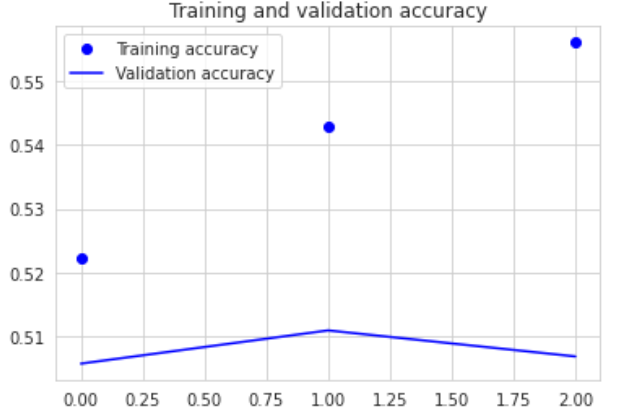 Training and validation accuracy
Training accuracy
Validation accuracy
0.55
0.54
0.53
0.52
0.51
0.00 0.25 0.50 0.75 1.00 1.25 1.50 1.75 2.00